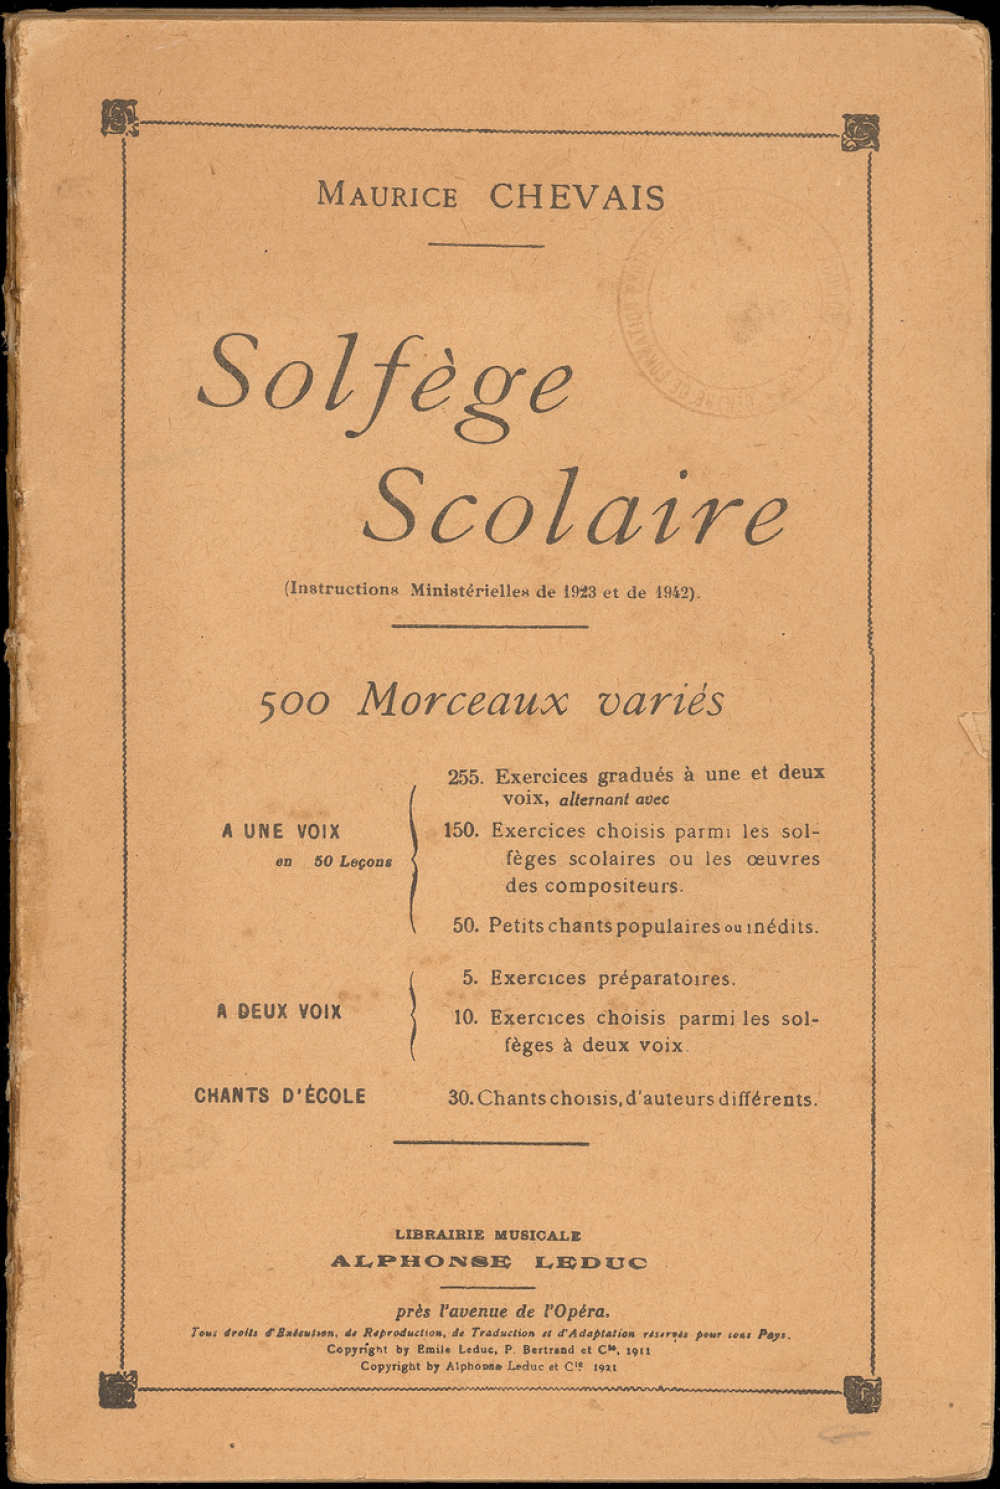 MAURICE CHEVAIS
Solfège
Scolaire
(Instructions Ministérielles de 1923 et de 1942).
500 Morceaux variés
A UNE VOIX
en 50 Leçons
255. Exercices gradués à une et deux
voix, alternant avec
150. Exercices choisis parmi les sol-
fèges scolaires ou les œuvres
des compositeurs.
50. Petits chants populaires ou inédits.
A DEUX VOIX
5. Exercices préparatoires.
10. Exercices choisis parmi les sol-
fèges à deux voix.
CHANTS D'ÉCOLE
30. Chants choisis, d'auteurs différents.
LIBRAIRIE MUSICALE
ALPHONSE LEDUC
près l'avenue de l'Opéra.
Tous droits d'Exécution, de Reproduction, de Traduction et d'Adaptation réservés pour tous Pays.
Copyright by Emile Leduc, P. Bertrand et Cie, 1911
Copyright by Alphonse Leduc et Cie 1921
CENTRE DE FORMATION